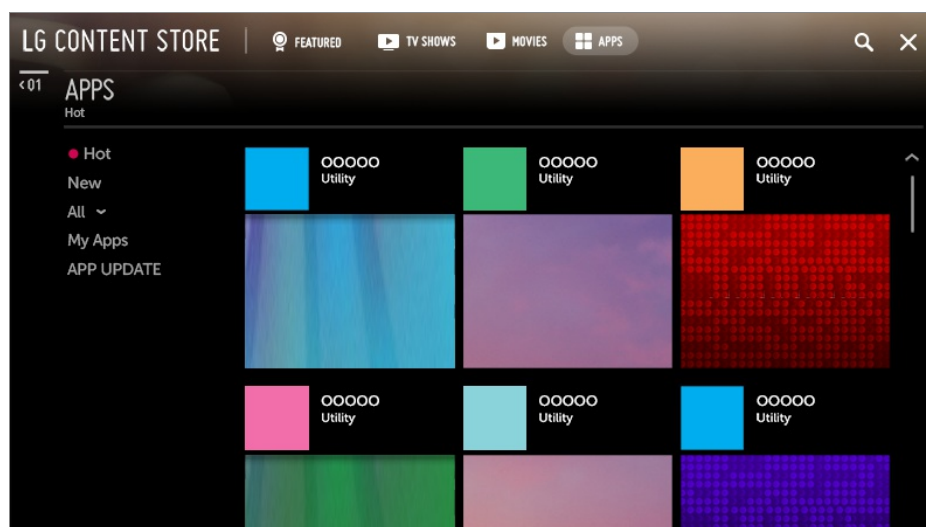 LG CONTENT STORE
FEATURED
TV SHOWS
MOVIES
APPS
<01
APPS
Hot
Hot
New
All
My Apps
APP UPDATE
OOOOO
Utility
OOOOO
Utility
OOOOO
Utility
OOOOO
Utility
OOOOO
Utility
OOOOO
Utility